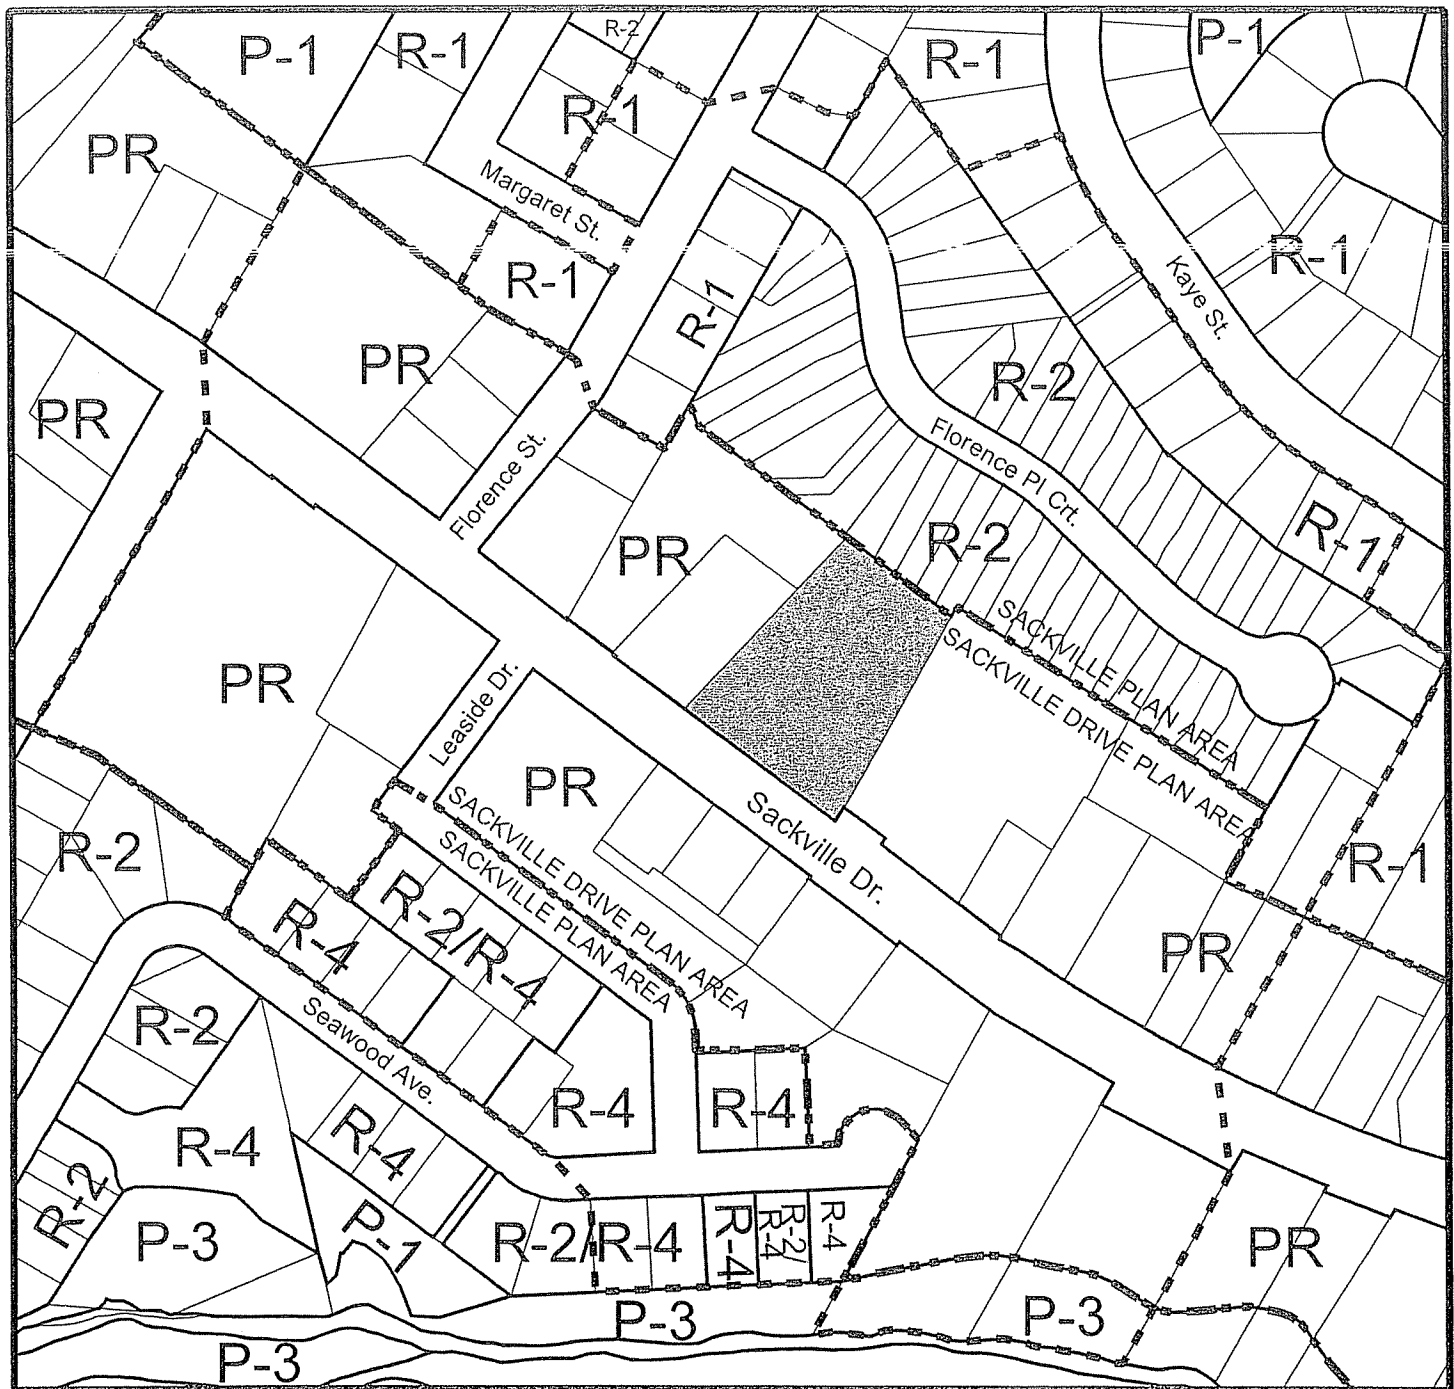 R-2
P-1
R-1
R-1
P-1
R-1
PR
Margaret St.
R-1
R-1
Kaye St.
R-1
PR
R-2
PR
Florence St.
Florence Pl Crt.
R-1
PR
R-2
SACKVILLE PLAN AREA
SACKVILLE DRIVE PLAN AREA
PR
Leaside Dr.
PR
Sackville Dr.
SACKVILLE DRIVE PLAN AREA
SACKVILLE PLAN AREA
R-2
R-1
R-4
R-2/R-4
PR
R-2
Seawood Ave.
R-4
R-4
R-4
R-4
R-2
P-3
P-1
R-2/R-4
R-4
R-2/
R-4
R-4
PR
P-3
P-3
P-3